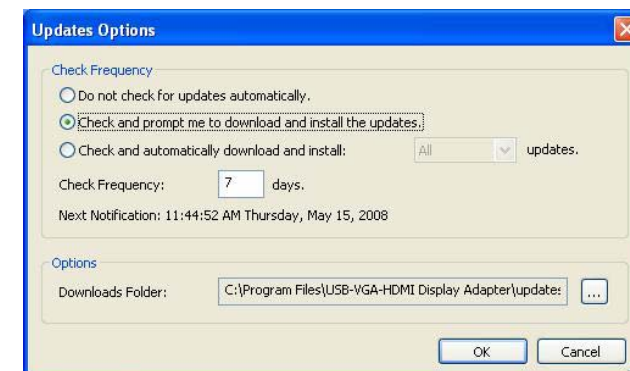 Updates Options
Check Frequency
Do not check for updates automatically.
Check and prompt me to download and install the updates.
Check and automatically download and install: All updates.
Check Frequency: 7 days.
Next Notification: 11:44:52 AM Thursday, May 15, 2008
Options
Downloads Folder: C:\Program Files\USB-VGA-HDMI Display Adapter\updates ...
OK Cancel